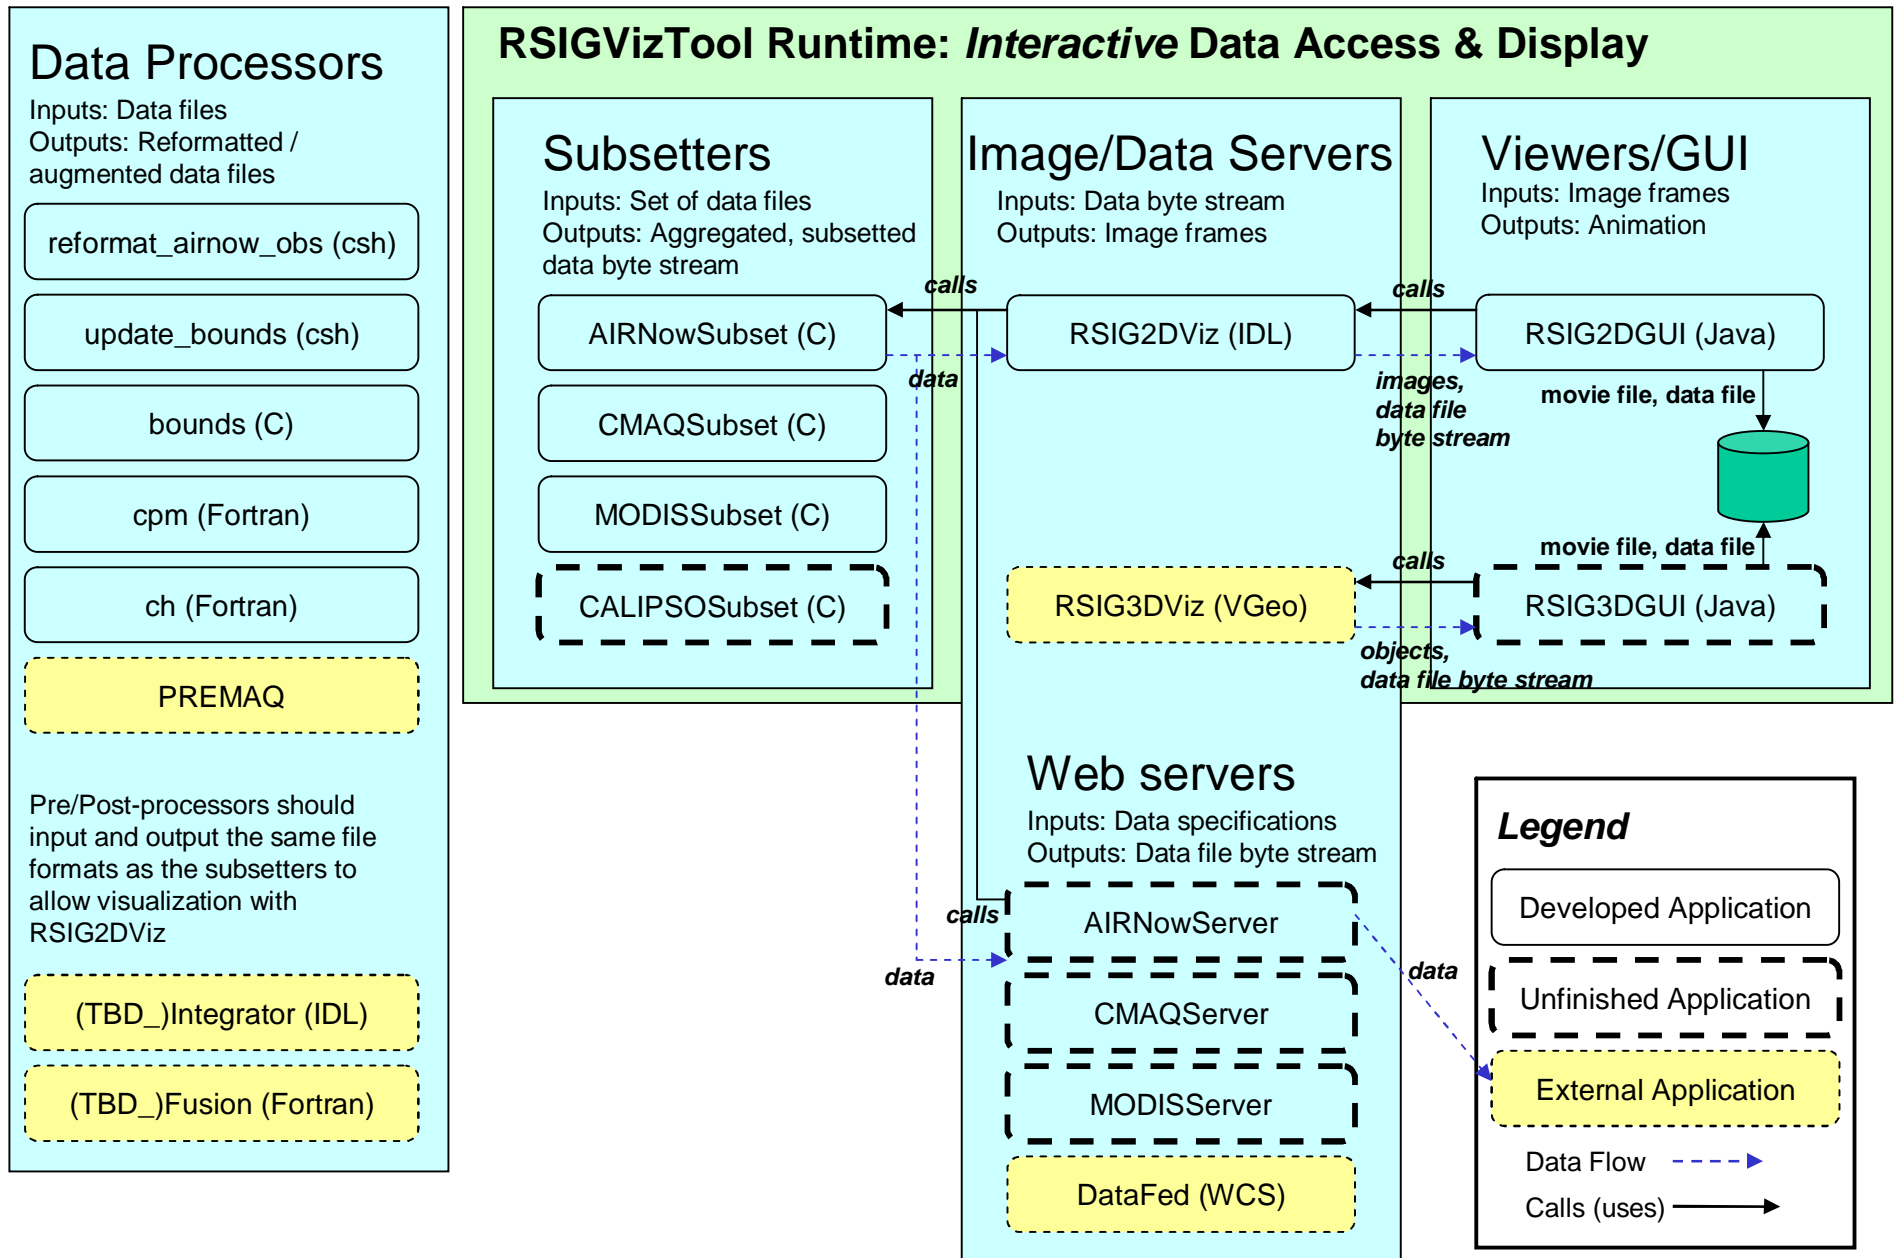 RSIGVizTool Runtime: Interactive Data Access & Display
Data Processors
Inputs: Data files
Outputs: Reformatted /
augmented data files
reformat_airnow_obs (csh)
update_bounds (csh)
bounds (C)
cpm (Fortran)
ch (Fortran)
PREMAQ
Pre/Post-processors should
input and output the same file
formats as the subsetters to
allow visualization with
RSIG2DViz
(TBD_)Integrator (IDL)
(TBD_)Fusion (Fortran)
Subsetters
Inputs: Set of data files
Outputs: Aggregated, subsetted
data byte stream
AIRNowSubset (C)
CMAQSubset (C)
MODISSubset (C)
CALIPSOSubset (C)
calls
data
Image/Data Servers
Inputs: Data byte stream
Outputs: Image frames
RSIG2DViz (IDL)
RSIG3DViz (VGeo)
calls
images,
data file
byte stream
calls
objects,
data file byte stream
Viewers/GUI
Inputs: Image frames
Outputs: Animation
RSIG2DGUI (Java)
movie file, data file
movie file, data file
RSIG3DGUI (Java)
Web servers
Inputs: Data specifications
Outputs: Data file byte stream
calls
data
AIRNowServer
CMAQServer
MODISServer
DataFed (WCS)
data
Legend
Developed Application
Unfinished Application
External Application
Data Flow
Calls (uses)